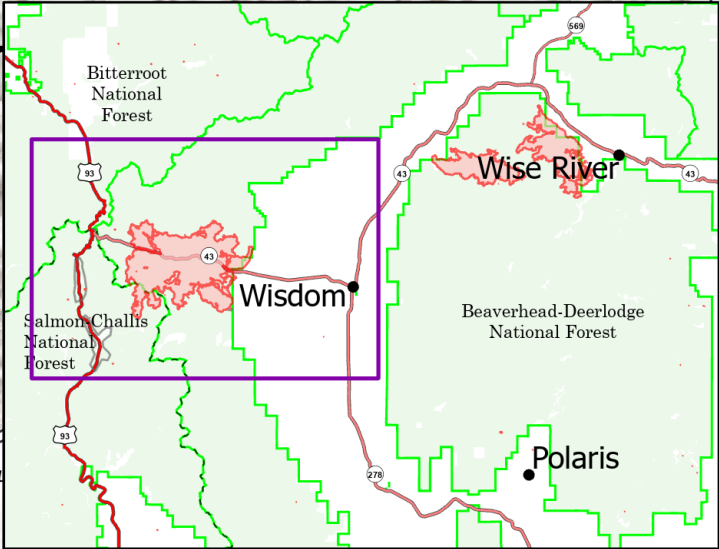 569
Bitterroot
National
Forest
93
43
Wise River
43
43
Wisdom
Beaverhead-Deerlodge
National Forest
Salmon-Challis
National
Forest
93
278
Polaris